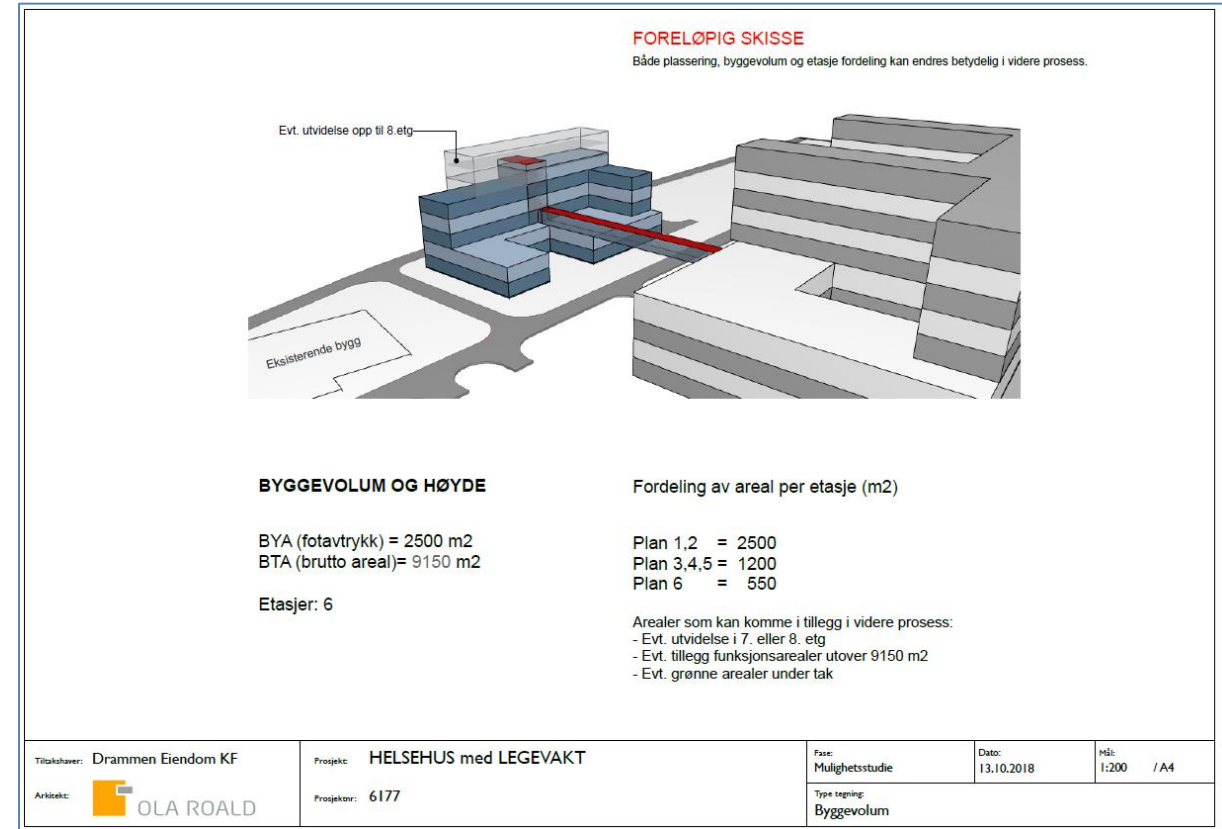 FORELØPIG SKISSE
Både plassering, byggevolum og etasje fordeling kan endres betydelig i videre prosess.
Evt. utvidelse opp til 8.etg
Eksisterende bygg
BYGGEVOLUM OG HØYDE
BYA (fotavtrykk) = 2500 m2
BTA (brutto areal)= 9150 m2
Etasjer: 6
Fordeling av areal per etasje (m2)
Plan 1,2 = 2500
Plan 3,4,5 = 1200
Plan 6 = 550
Arealer som kan komme i tillegg i videre prosess:
- Evt. utvidelse i 7. eller 8. etg
- Evt. tillegg funksjonsarealer utover 9150 m2
- Evt. grønne arealer under tak
Tiltakshaver: Drammen Eiendom KF
Arkitekt: OLA ROALD
Prosjekt: HELSEHUS med LEGEVAKT
Prosjektnr: 6177
Fase:
Mulighetsstudie
Dato:
13.10.2018
Mål:
1:200 / A4
Type tegning:
Byggevolum